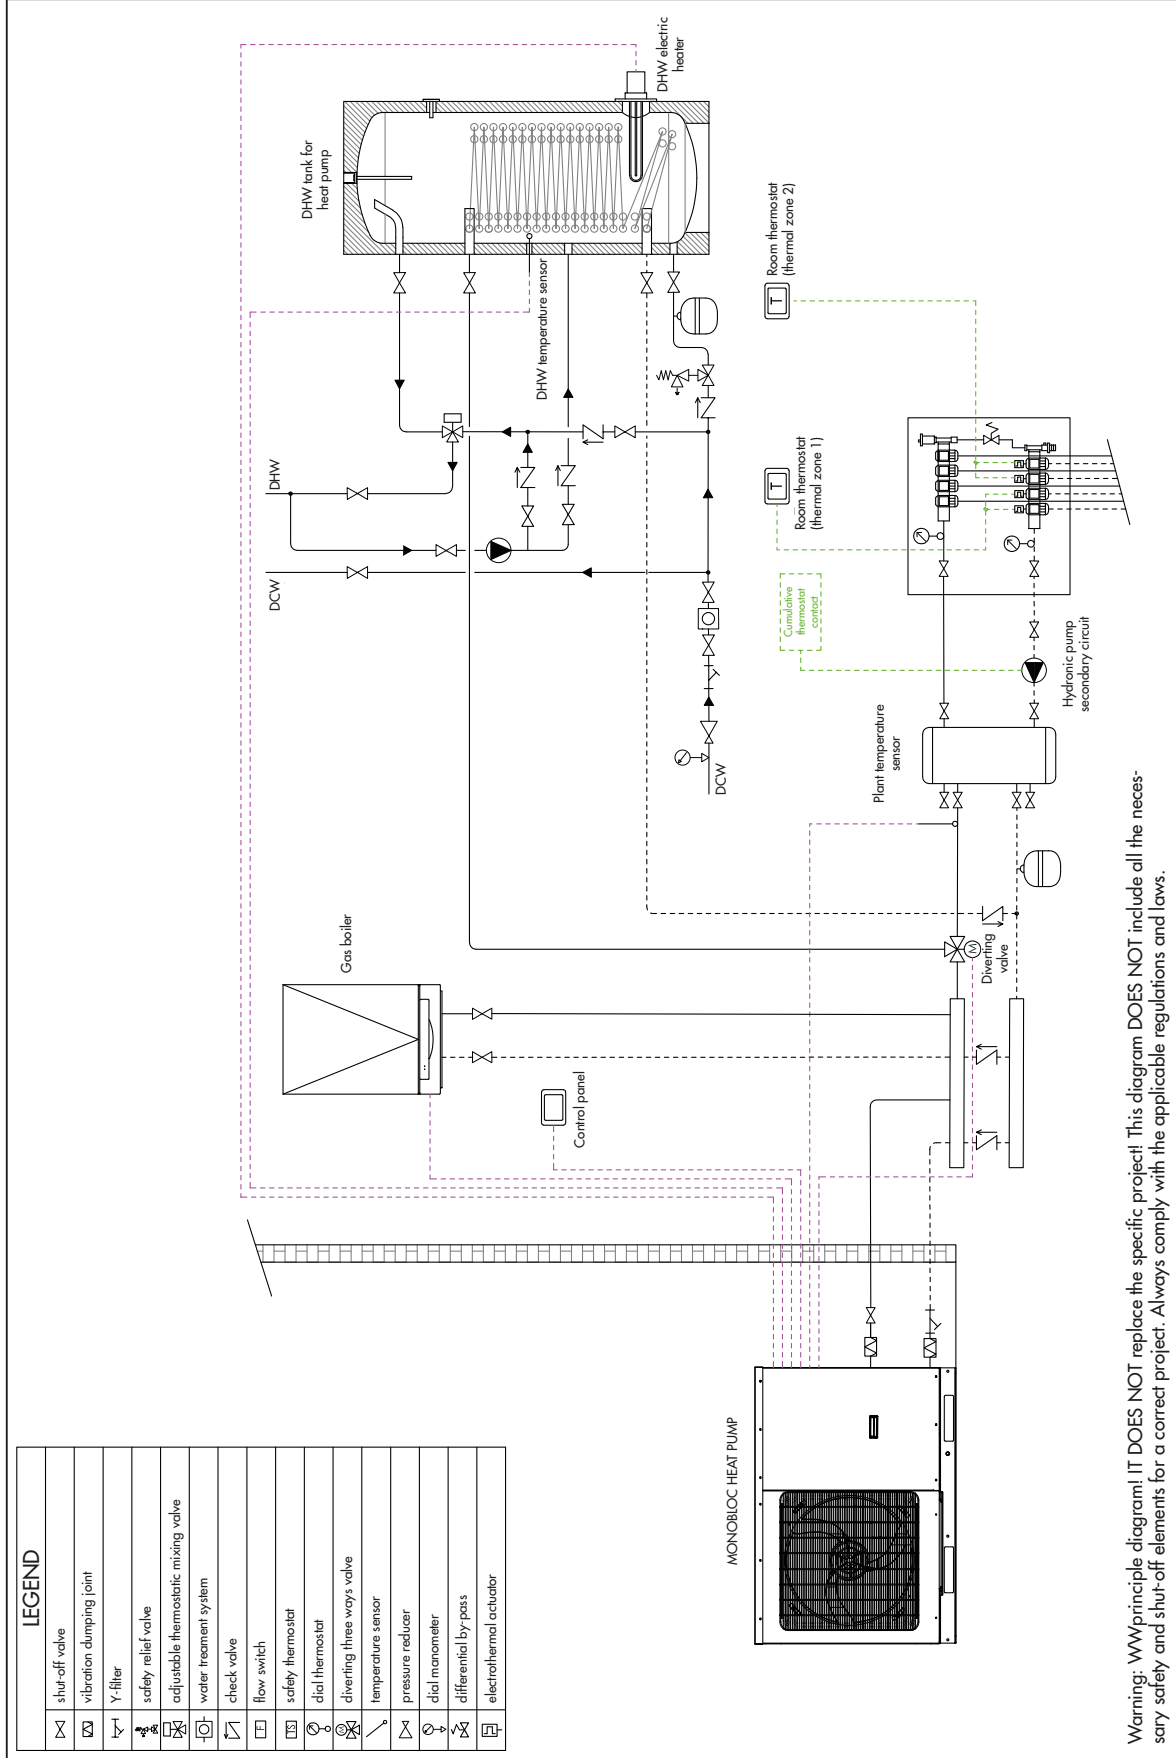 LEGEND
shut-off valve
vibration dumping joint
Y-filter
safety relief valve
adjustable thermostatic mixing valve
water treament system
check valve
F
flow switch
TS
safety thermostat
dial thermostat
M
diverting three ways valve
temperature sensor
pressure reducer
dial manometer
differential by-pass
electrothermal actuator
MONOBLOC HEAT PUMP
Gas boiler
Control panel
M
Diverting
valve
Plant temperature
sensor
Hydronic pump
secondary circuit
Cumulative
thermostat
contact
DCW
DCW
DHW
T
Room thermostat
(thermal zone 1)
T
Room thermostat
(thermal zone 2)
DHW temperature sensor
DHW tank for
heat pump
DHW electric
heater
Warning: WWprinciple diagram! IT DOES NOT replace the specific project! This diagram DOES NOT include all the neces-
sary safety and shut-off elements for a correct project. Always comply with the applicable regulations and laws.